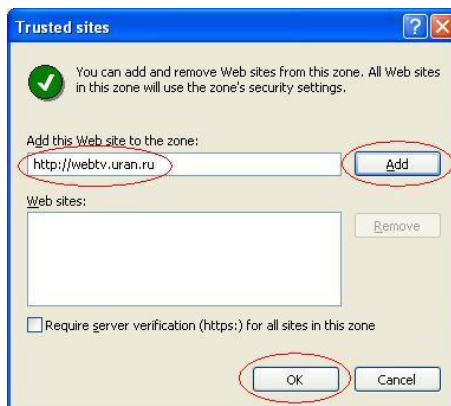 Trusted sites
You can add and remove Web sites from this zone. All Web sites
in this zone will use the zone's security settings.
Add this Web site to the zone:
http://webtv.uran.ru
Add
Web sites:
Remove
Require server verification (https:) for all sites in this zone
OK
Cancel